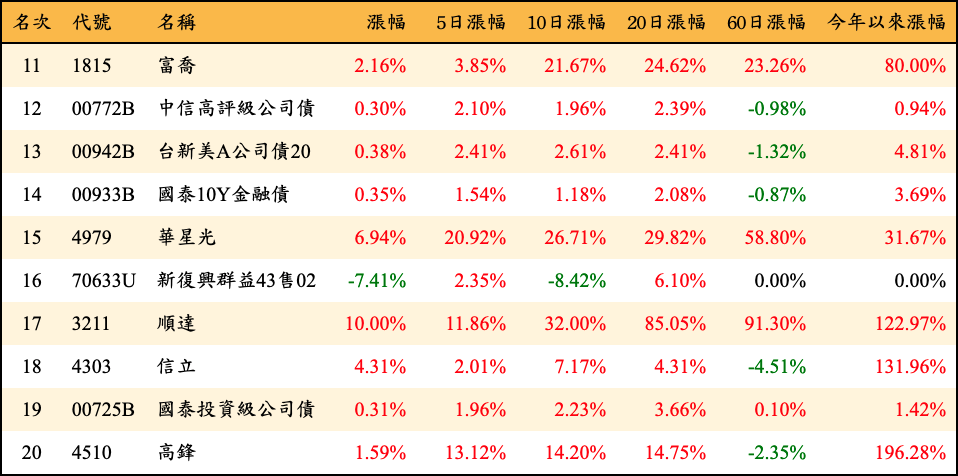 名次 代號 名稱 漲幅 5日漲幅 10日漲幅 20日漲幅 60日漲幅 今年以來漲幅
11 1815 富喬 2.16% 3.85% 21.67% 24.62% 23.26% 80.00%
12 00772B 中信高評級公司債 0.30% 2.10% 1.96% 2.39% -0.98% 0.94%
13 00942B 台新美A公司債20 0.38% 2.41% 2.61% 2.41% -1.32% 4.81%
14 00933B 國泰10Y金融債 0.35% 1.54% 1.18% 2.08% -0.87% 3.69%
15 4979 華星光 6.94% 20.92% 26.71% 29.82% 58.80% 31.67%
16 70633U 新復興群益43售02 -7.41% 2.35% -8.42% 6.10% 0.00% 0.00%
17 3211 順達 10.00% 11.86% 32.00% 85.05% 91.30% 122.97%
18 4303 信立 4.31% 2.01% 7.17% 4.31% -4.51% 131.96%
19 00725B 國泰投資級公司債 0.31% 1.96% 2.23% 3.66% 0.10% 1.42%
20 4510 高鋒 1.59% 13.12% 14.20% 14.75% -2.35% 196.28%